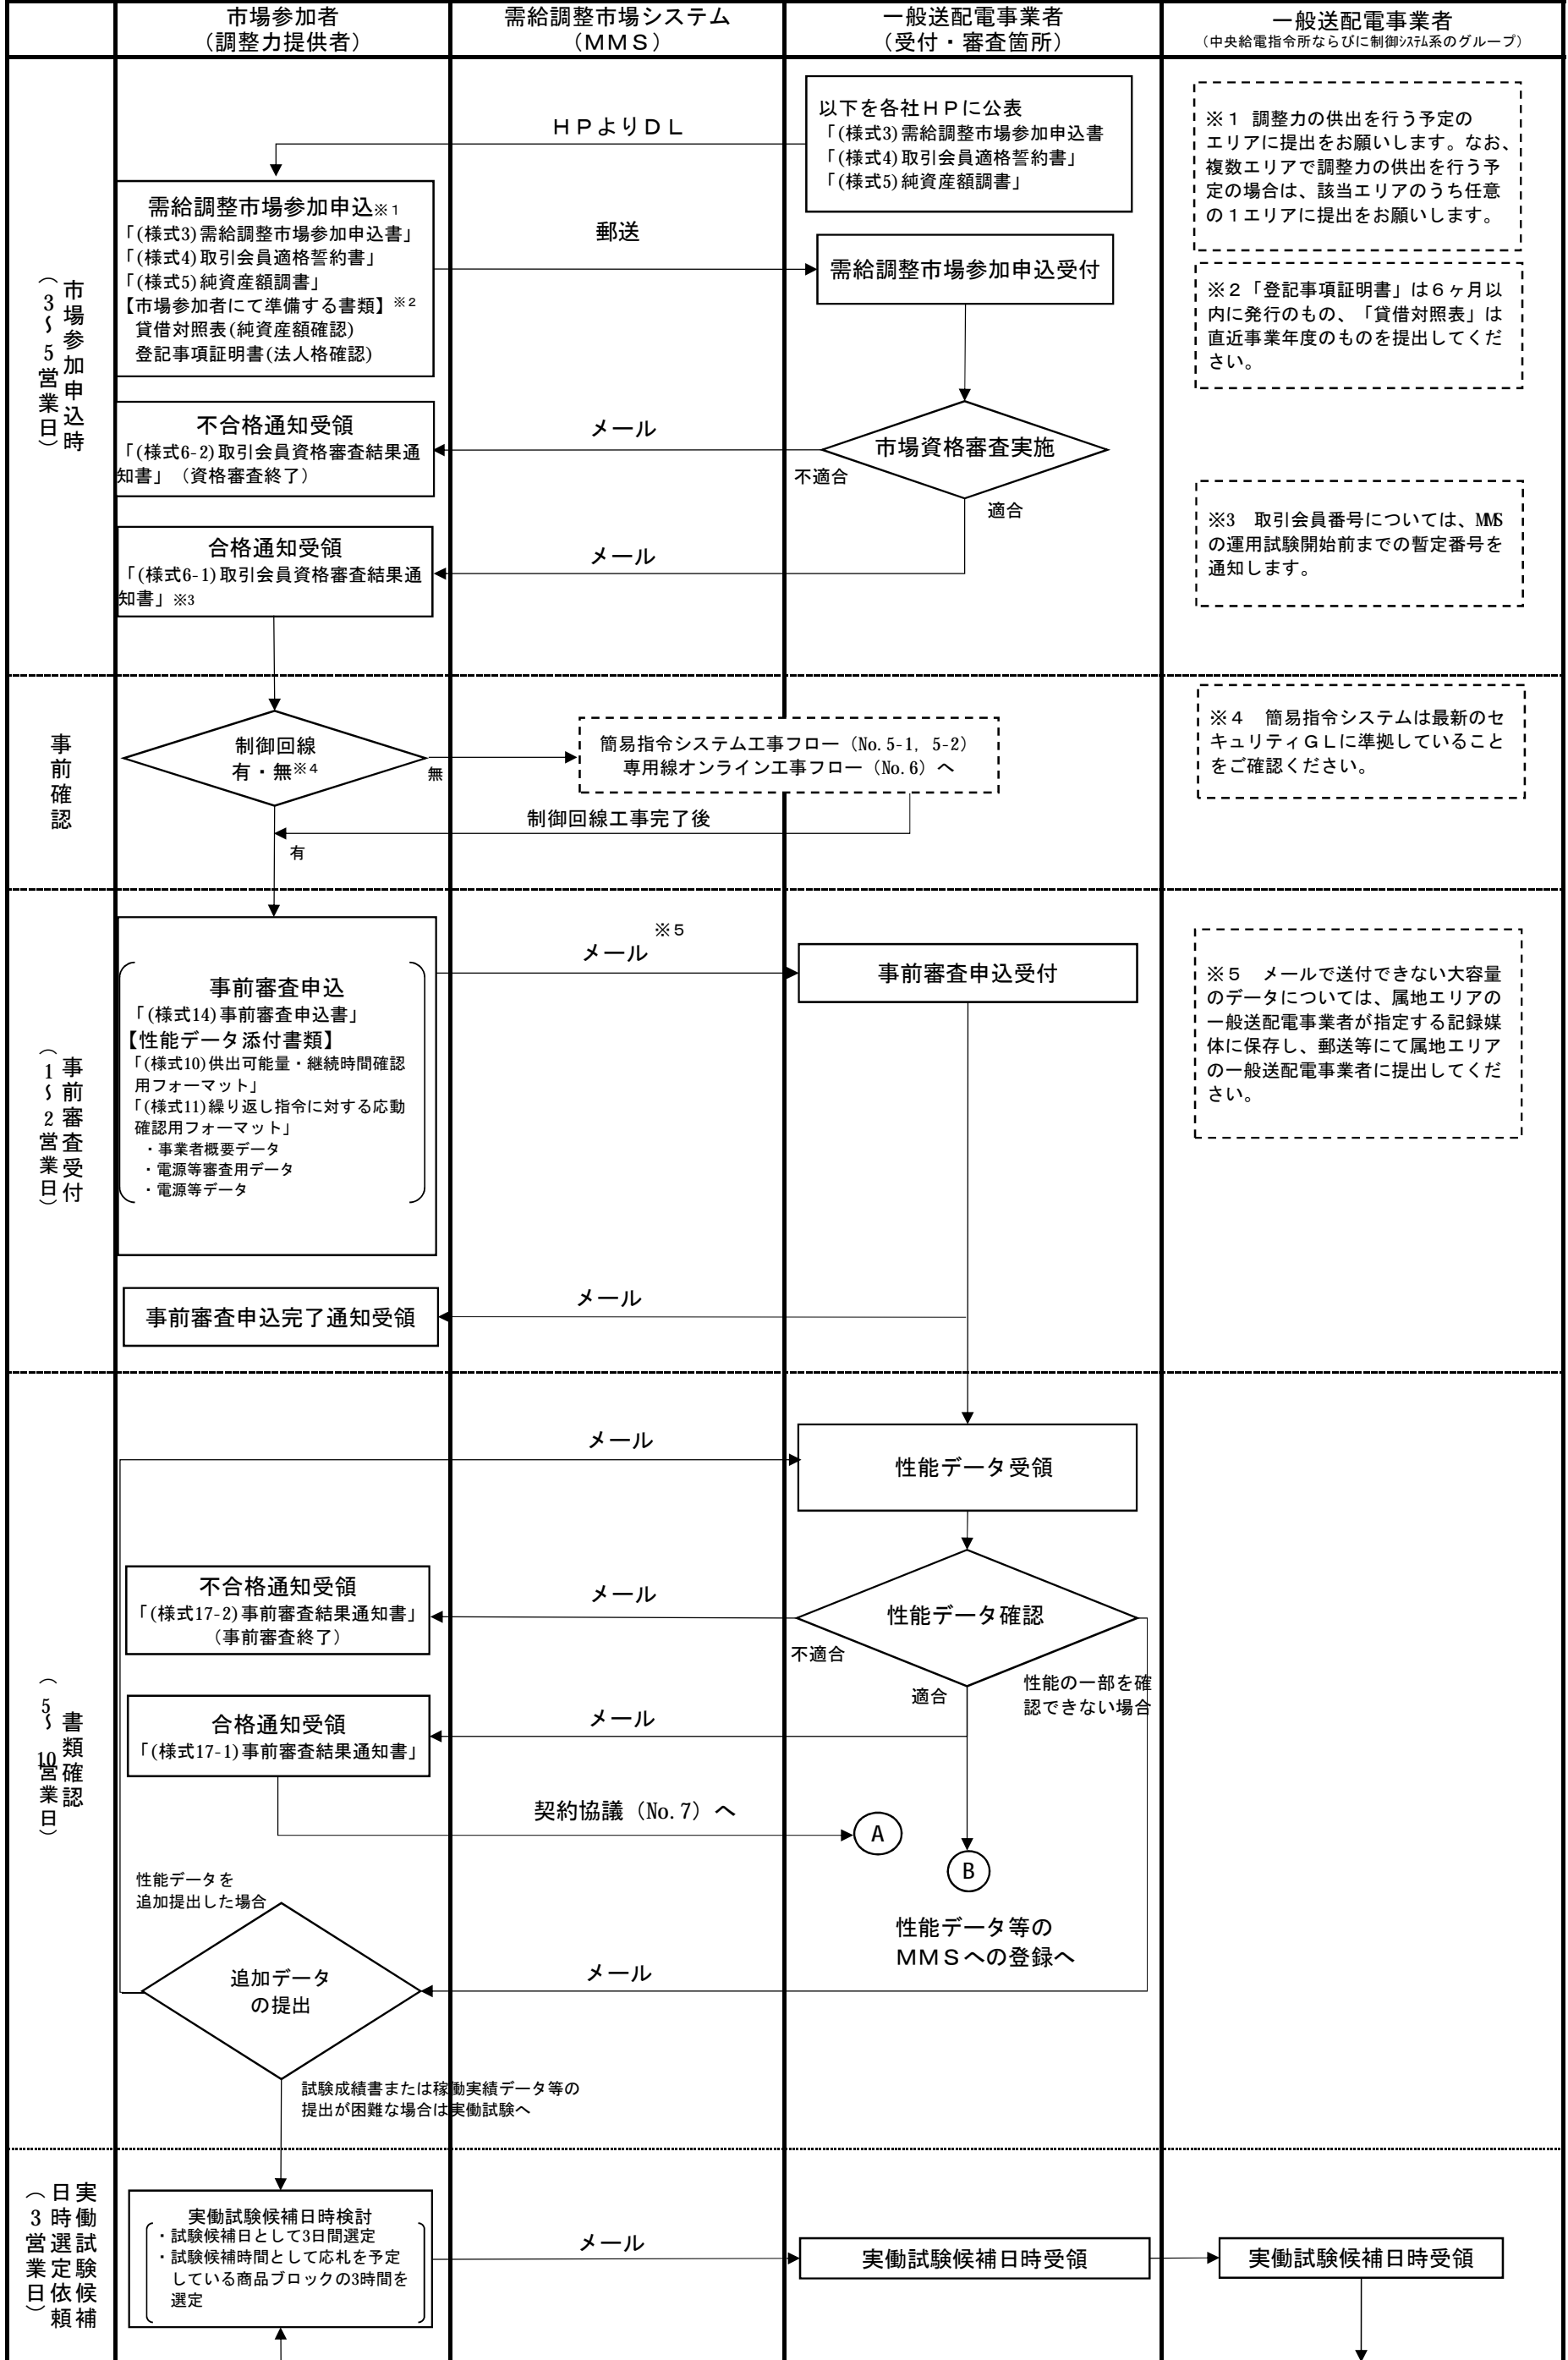 市場参加者
（調整力提供者）
需給調整市場システム
（ＭＭＳ）
一般送配電事業者
（受付・審査箇所）
一般送配電事業者
（中央給電指令所ならびに制御ｼｽﾃﾑ系のグループ）
市場参加申込時
（３～５営業日）
ＨＰよりＤＬ
以下を各社ＨＰに公表
「(様式3)需給調整市場参加申込書
「(様式4)取引会員適格誓約書」
「(様式5)純資産額調書」
※１ 調整力の供出を行う予定の
エリアに提出をお願いします。なお、
複数エリアで調整力の供出を行う予
定の場合は、該当エリアのうち任意
の１エリアに提出をお願いします。
需給調整市場参加申込※１
「(様式3)需給調整市場参加申込書」
「(様式4)取引会員適格誓約書」
「(様式5)純資産額調書」
【市場参加者にて準備する書類】※２
貸借対照表(純資産額確認)
登記事項証明書(法人格確認)
郵送
需給調整市場参加申込受付
※２「登記事項証明書」は６ヶ月以
内に発行のもの、「貸借対照表」は
直近事業年度のものを提出してくだ
さい。
不合格通知受領
「(様式6-2)取引会員資格審査結果通
知書」（資格審査終了）
メール
市場資格審査実施
不適合
適合
合格通知受領
「(様式6-1)取引会員資格審査結果通
知書」※3
メール
※3　取引会員番号については、MMS
の運用試験開始前までの暫定番号を
通知します。
事前確認
制御回線
有・無※４
無
簡易指令システム工事フロー（No.5-1, 5-2）
専用線オンライン工事フロー（No.6）へ
制御回線工事完了後
有
※４　簡易指令システムは最新のセ
キュリティＧＬに準拠していること
をご確認ください。
事前審査受付
（１～２営業日）
事前審査申込
「(様式14)事前審査申込書」
【性能データ添付書類】
「(様式10)供出可能量・継続時間確認
用フォーマット」
「(様式11)繰り返し指令に対する応動
確認用フォーマット」
・事業者概要データ
・電源等審査用データ
・電源等データ
メール
※５
事前審査申込受付
※５　メールで送付できない大容量
のデータについては、属地エリアの
一般送配電事業者が指定する記録媒
体に保存し、郵送等にて属地エリア
の一般送配電事業者に提出してくだ
さい。
事前審査申込完了通知受領
メール
書類確認
（5～10営業日）
メール
性能データ受領
不合格通知受領
「(様式17-2)事前審査結果通知書」
（事前審査終了）
メール
性能データ確認
不適合
適合
性能の一部を確
認できない場合
合格通知受領
「(様式17-1)事前審査結果通知書」
メール
契約協議（No.7）へ
A
B
性能データ等の
ＭＭＳへの登録へ
性能データを
追加提出した場合
追加データ
の提出
メール
試験成績書または稼働実績データ等の
提出が困難な場合は実働試験へ
実働試験候補
日時選定依頼
（３営業日）
実働試験候補日時検討
・試験候補日として3日間選定
・試験候補時間として応札を予定
している商品ブロックの3時間を
選定
メール
実働試験候補日時受領
実働試験候補日時受領